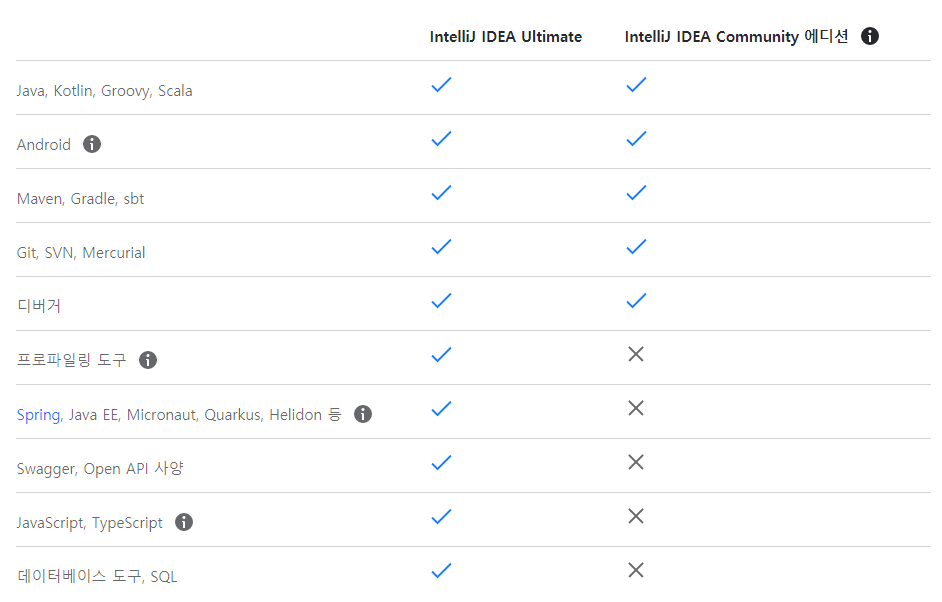 IntelliJ IDEA Ultimate IntelliJ IDEA Community 에디션
Java, Kotlin, Groovy, Scala
Android
Maven, Gradle, sbt
Git, SVN, Mercurial
디버거
프로파일링 도구
Spring, Java EE, Micronaut, Quarkus, Helidon 등
Swagger, Open API 사양
JavaScript, TypeScript
데이터베이스 도구, SQL